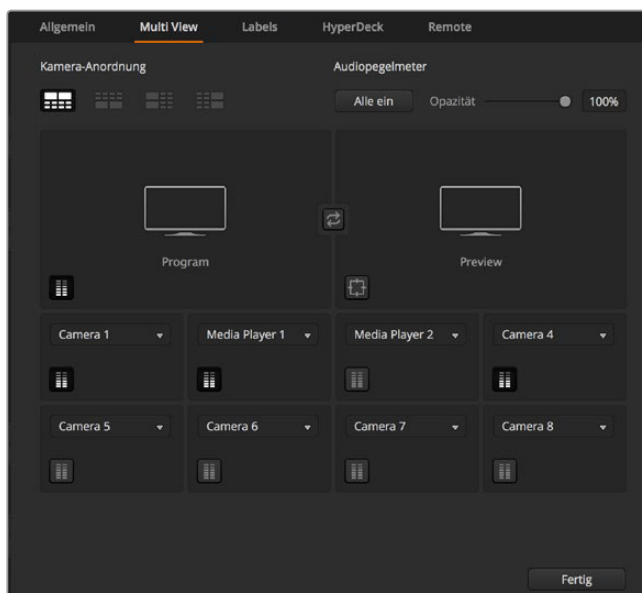 Allgemein Multi View Labels HyperDeck Remote
Kamera-Anordnung Audiopegelmeter
Alle ein Opazität 100%
Program Preview
Camera 1 Media Player 1 Media Player 2 Camera 4
Camera 5 Camera 6 Camera 7 Camera 8
Fertig